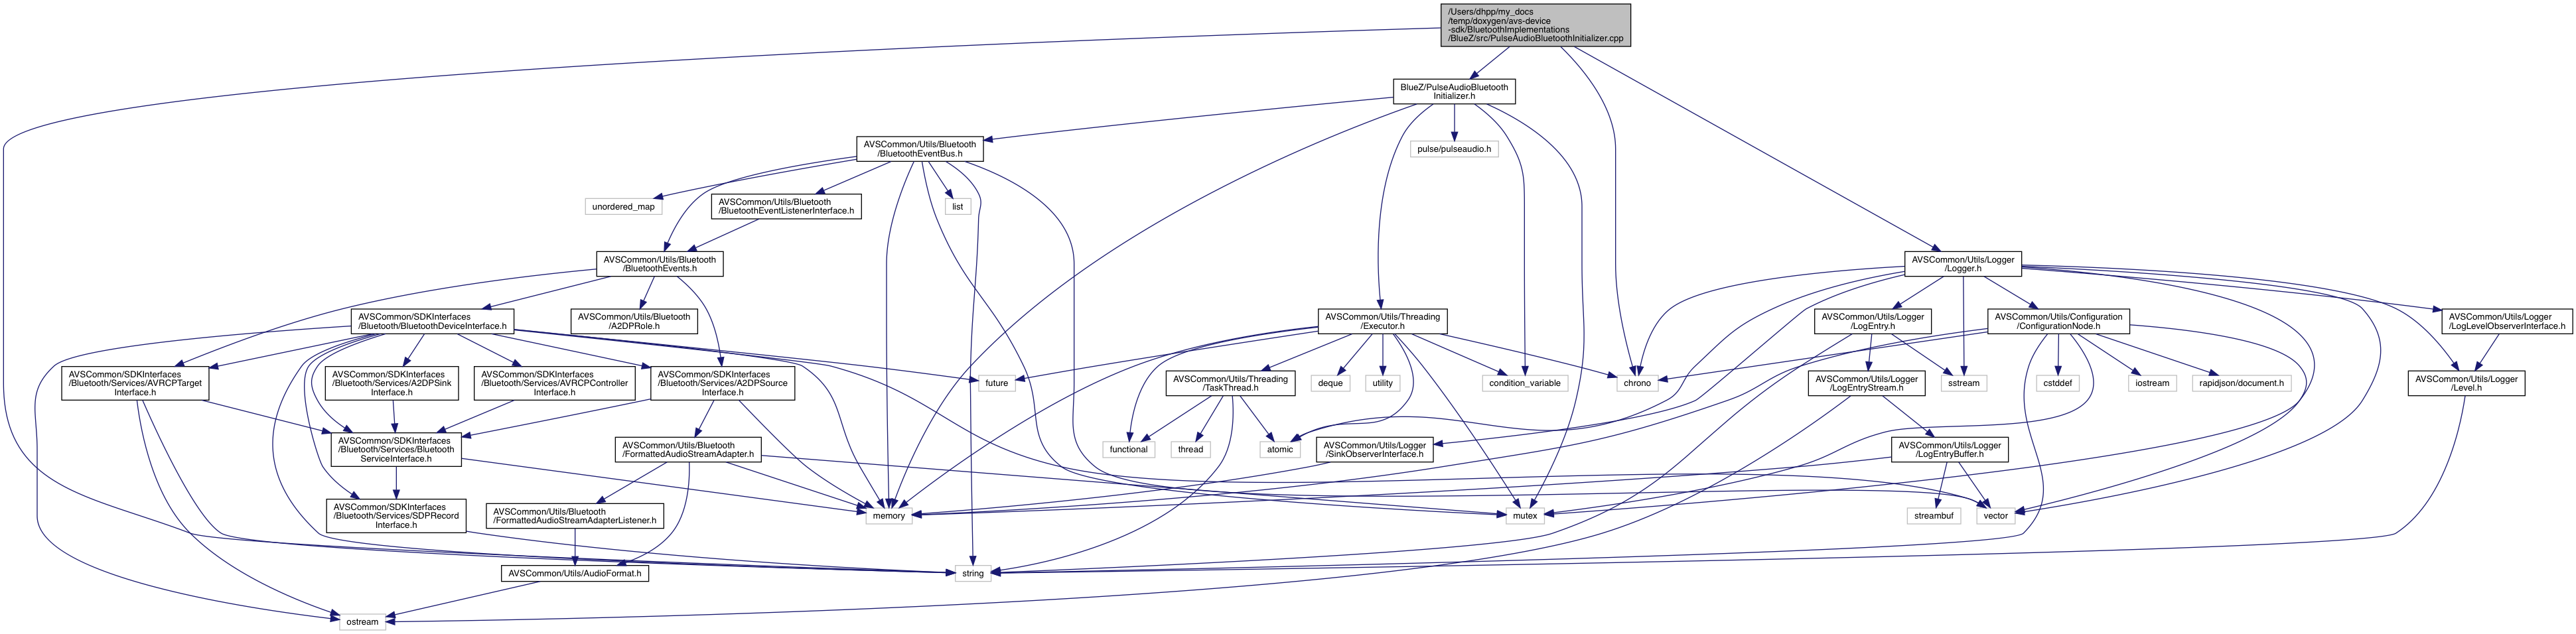 /Users/dhpp/my_docs
/temp/doxygen/avs-device
-sdk/BluetoothImplementations
/BlueZ/src/PulseAudioBluetoothInitializer.cpp
BlueZ/PulseAudioBluetooth
Initializer.h
AVSCommon/Utils/Bluetooth
/BluetoothEventBus.h
pulse/pulseaudio.h
unordered_map
AVSCommon/Utils/Bluetooth
/BluetoothEventListenerInterface.h
list
AVSCommon/Utils/Bluetooth
/BluetoothEvents.h
AVSCommon/Utils/Logger
/Logger.h
AVSCommon/SDKInterfaces
/Bluetooth/BluetoothDeviceInterface.h
AVSCommon/Utils/Bluetooth
/A2DPRole.h
AVSCommon/Utils/Threading
/Executor.h
AVSCommon/Utils/Logger
/LogEntry.h
AVSCommon/Utils/Configuration
/ConfigurationNode.h
AVSCommon/Utils/Logger
/LogLevelObserverInterface.h
AVSCommon/SDKInterfaces
/Bluetooth/Services/AVRCPTarget
Interface.h
AVSCommon/SDKInterfaces
/Bluetooth/Services/A2DPSink
Interface.h
AVSCommon/SDKInterfaces
/Bluetooth/Services/AVRCPController
Interface.h
AVSCommon/SDKInterfaces
/Bluetooth/Services/A2DPSource
Interface.h
future
AVSCommon/Utils/Threading
/TaskThread.h
deque
utility
condition_variable
chrono
AVSCommon/Utils/Logger
/LogEntryStream.h
sstream
cstddef
iostream
rapidjson/document.h
AVSCommon/Utils/Logger
/Level.h
AVSCommon/SDKInterfaces
/Bluetooth/Services/Bluetooth
ServiceInterface.h
AVSCommon/Utils/Bluetooth
/FormattedAudioStreamAdapter.h
functional
thread
atomic
AVSCommon/Utils/Logger
/SinkObserverInterface.h
AVSCommon/Utils/Logger
/LogEntryBuffer.h
AVSCommon/SDKInterfaces
/Bluetooth/Services/SDPRecord
Interface.h
AVSCommon/Utils/Bluetooth
/FormattedAudioStreamAdapterListener.h
memory
mutex
streambuf
vector
AVSCommon/Utils/AudioFormat.h
string
ostream